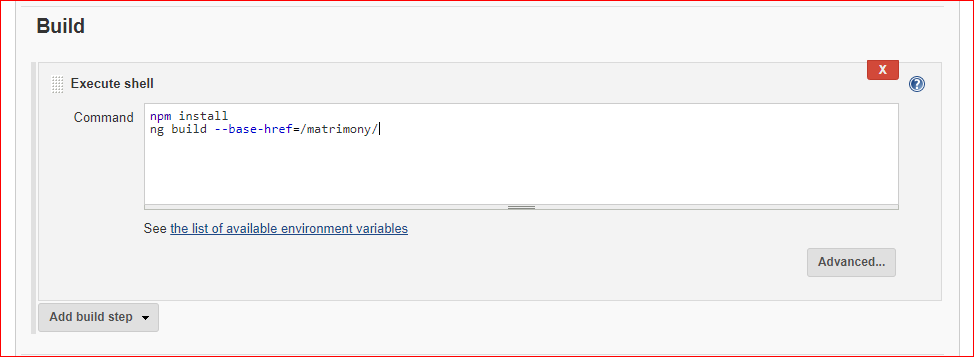 Build
Execute shell
X
?
Command
npm install
ng build --base-href=/matrimony/
See the list of available environment variables
Advanced...
Add build step